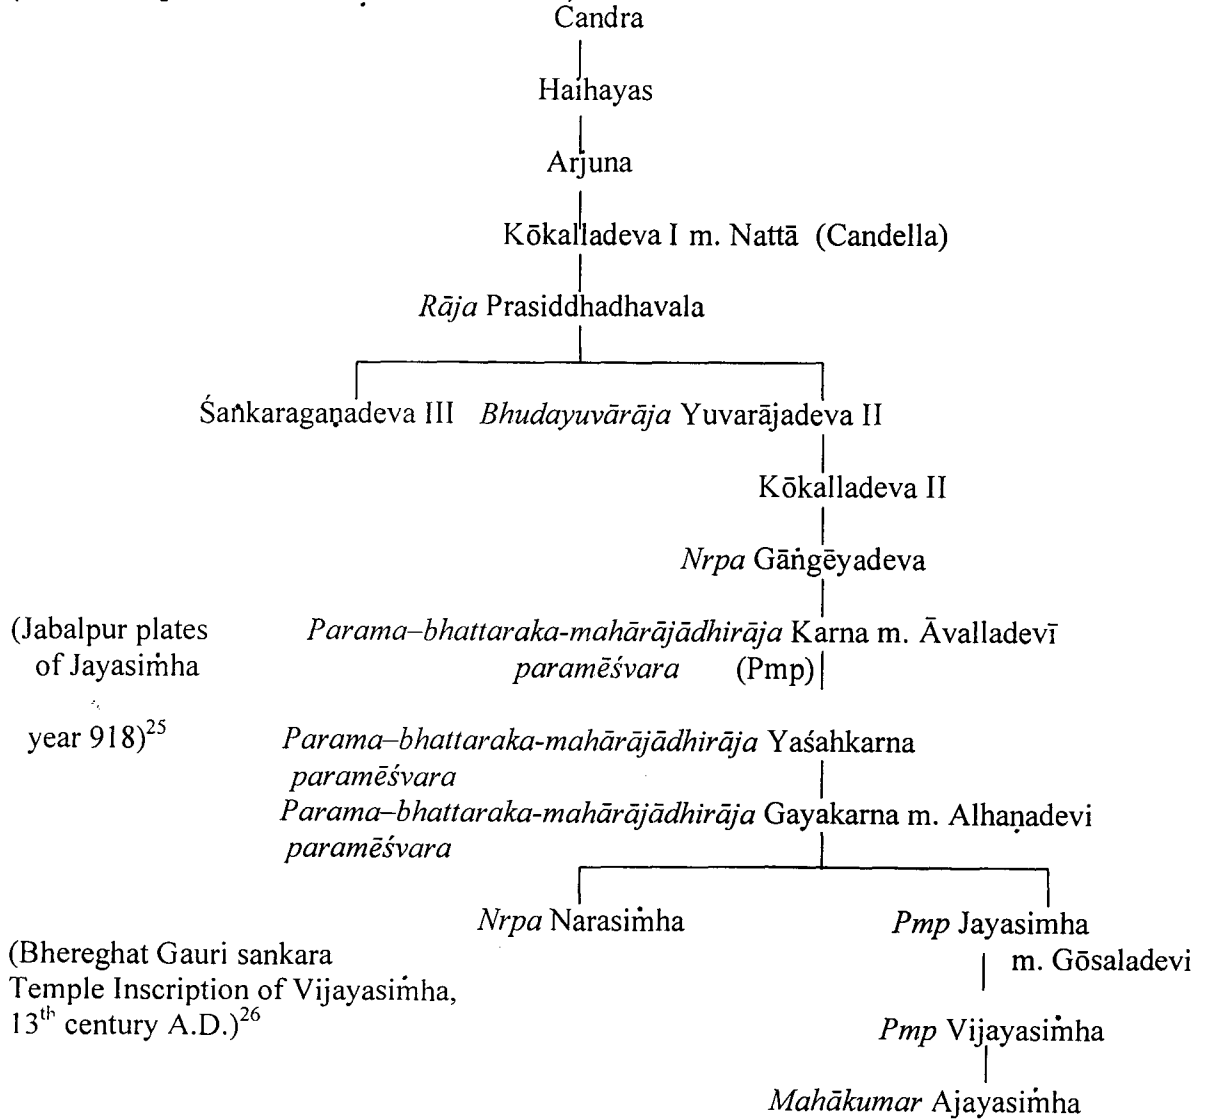 Candra
Haihayas
Arjuna
Kōkalladeva I m. Nattā (Candella)
Rāja Prasiddhadhavala
Śaṅkaragaṇadeva III Bhudayuvārāja Yuvarājadeva II
Kōkalladeva II
Nrpa Gāṅgēyadeva
(Jabalpur plates Parama–bhattaraka-mahārājādhirāja Karna m. Āvalladevī
of Jayasiṁha paramēśvara (Pmp)
year 918)25 Parama–bhattaraka-mahārājādhirāja Yaśahkarna
paramēśvara
Parama–bhattaraka-mahārājādhirāja Gayakarna m. Alhaṇadevi
paramēśvara
Nrpa Narasiṁha Pmp Jayasimha
(Bhereghat Gauri sankara m. Gōsaladevi
Temple Inscription of Vijayasiṁha,
13th century A.D.)26 Pmp Vijayasiṁha
Mahākumar Ajayasiṁha